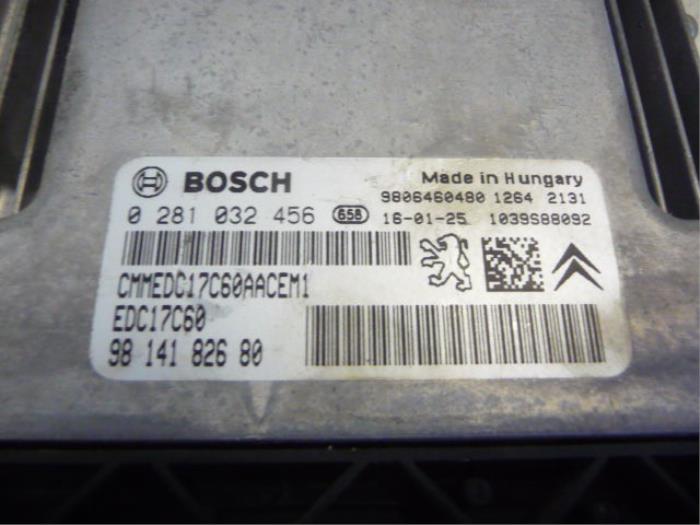 BOSCH
Made in Hungary
9806460480 1264 2131
0 281 032 456 658 16-01-25 1039S88092
CMMEDC17C60AACEM1
EDC17C60
98 141 826 80